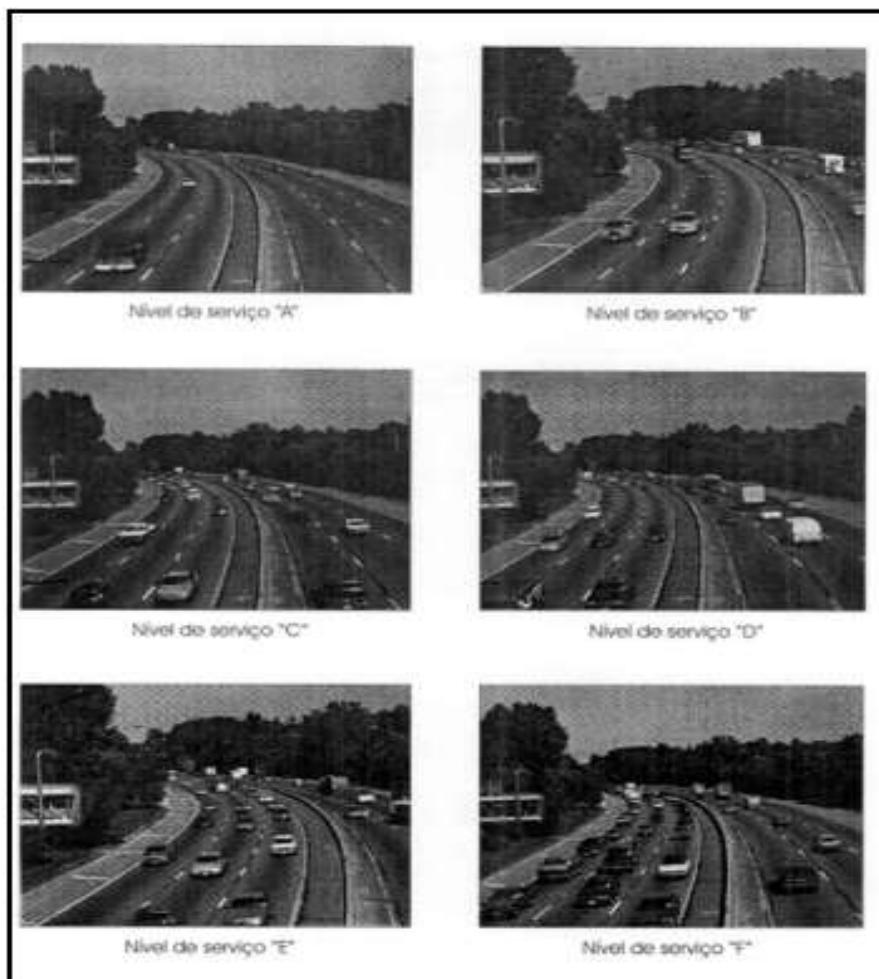 Nível de serviço "A"
Nível de serviço "B"
Nível de serviço "C"
Nível de serviço "D"
Nível de serviço "E"
Nível de serviço "F"